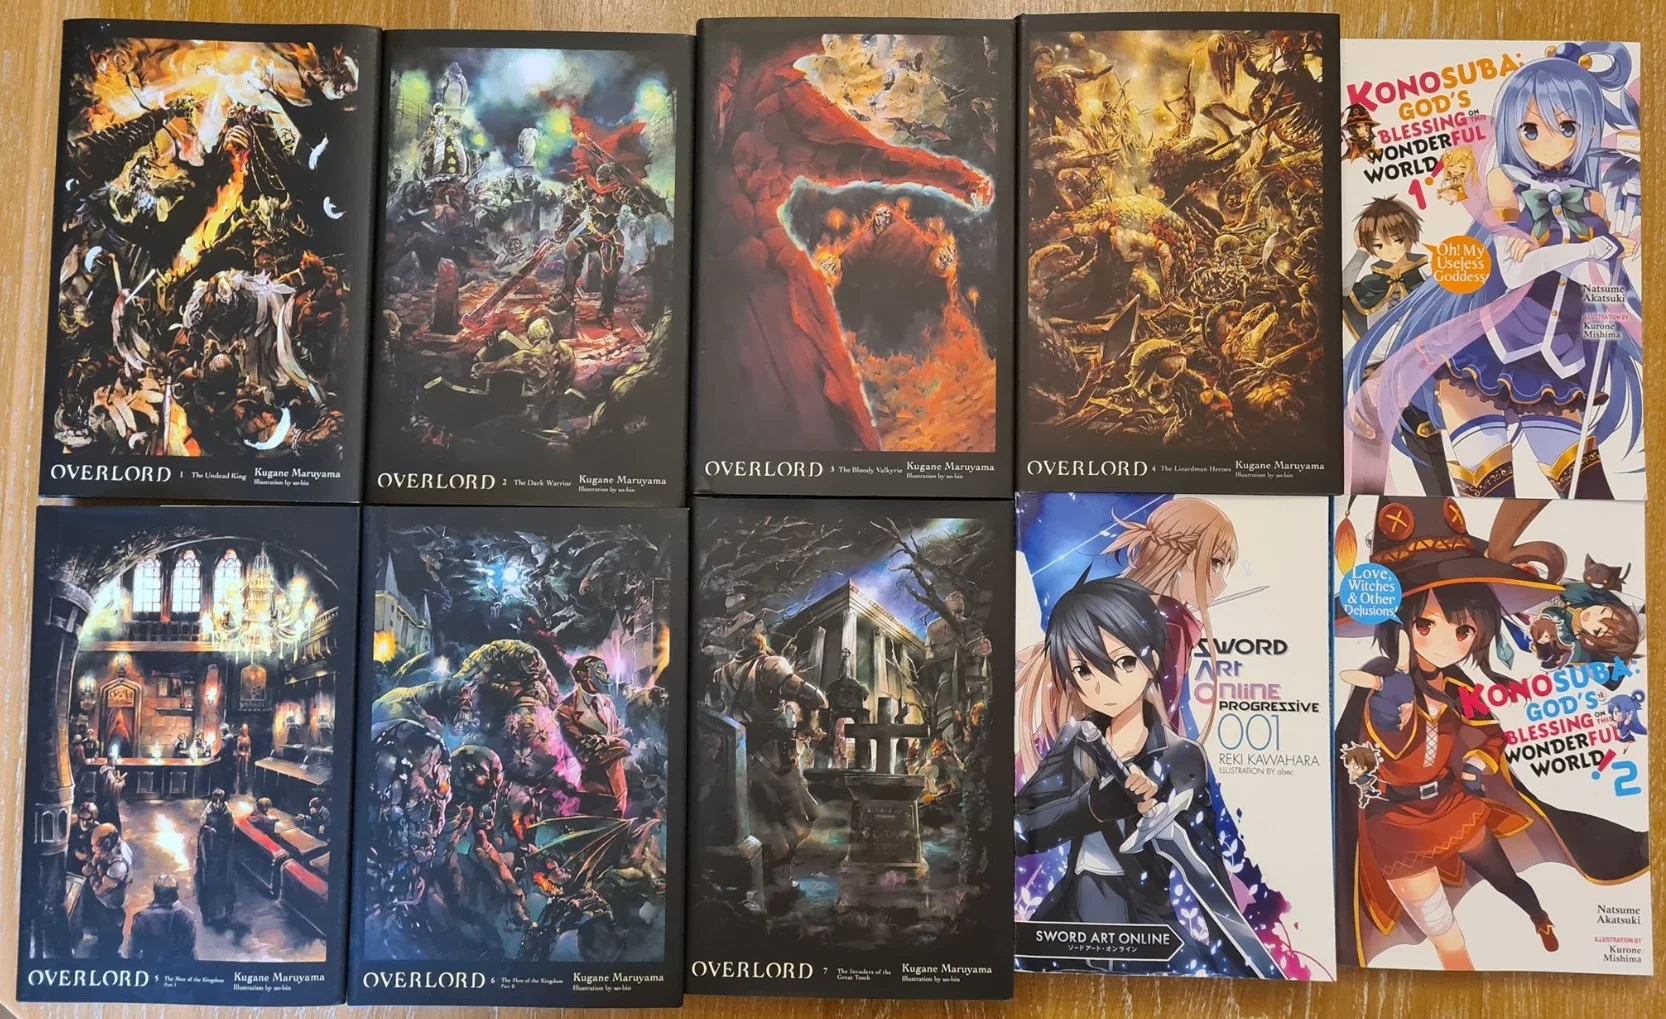 OVERLORD 1 The Undead King Kugane Maruyama
Illustration by so-bin
OVERLORD 2 The Dark Warrior Kugane Maruyama
Illustration by so-bin
OVERLORD 3 The Bloody Valkyrie Kugane Maruyama
Illustration by so-bin
OVERLORD 4 The Lizardman Heroes Kugane Maruyama
Illustration by so-bin
KONOSUBA:
GOD'S
BLESSING ON THIS
WONDERFUL
WORLD!
1
Oh! My
Useless
Goddess
Natsume
Akatsuki
ILLUSTRATION BY
Kurone
Mishima
OVERLORD 5 The Men of the Kingdom
Part I
Kugane Maruyama
Illustration by so-bin
OVERLORD 6 The Men of the Kingdom
Part II
Kugane Maruyama
Illustration by so-bin
OVERLORD 7 The Invaders of the
Great Tomb
Kugane Maruyama
Illustration by so-bin
SWORD
ART
ONLINE
PROGRESSIVE
001
REKI KAWAHARA
ILLUSTRATION BY abec
SWORD ART ONLINE
ソードアート・オンライン
Love,
Witches
& Other
Delusions!
KONOSUBA:
GOD'S
BLESSING ON THIS
WONDERFUL
WORLD!
2
Natsume
Akatsuki
ILLUSTRATION BY
Kurone
Mishima